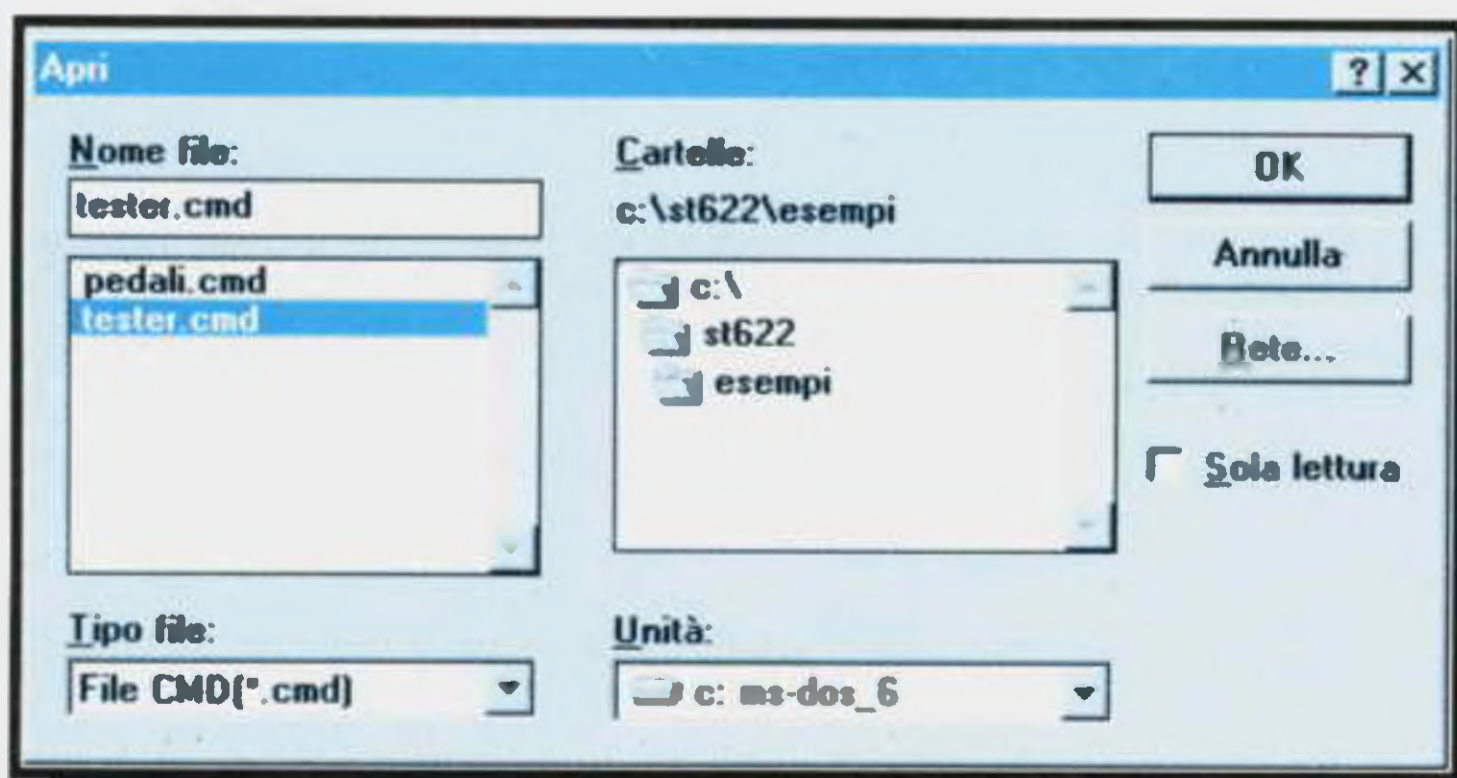 Apri
? ×
Nome file:
tester.cmd
pedali.cmd
tester.cmd
Tipo file:
File CMD(*.cmd)
Cartelle:
c:\st622\esempi
c:\
st622
esempi
Unità:
c: ms-dos_6
OK
Annulla
Rete...
Sola lettura